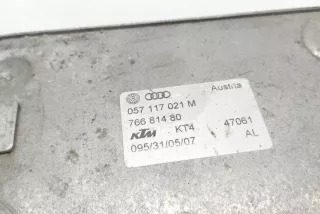 Austria
057 117 021 M
766 814 80
KTM KT4 47061
095/31/05/07 AL